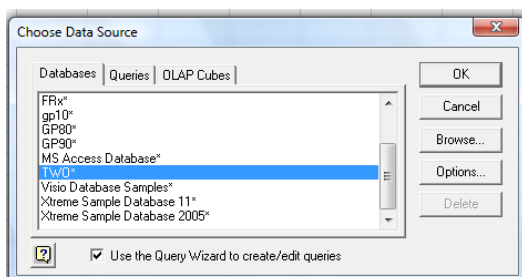 Choose Data Source
Databases
Queries
OLAP Cubes
FRx*
gp10*
GP80*
GP90*
MS Access Database*
TWO*
Visio Database Samples*
Xtreme Sample Database 11*
Xtreme Sample Database 2005*
OK
Cancel
Browse...
Options...
Delete
Use the Query Wizard to create/edit queries